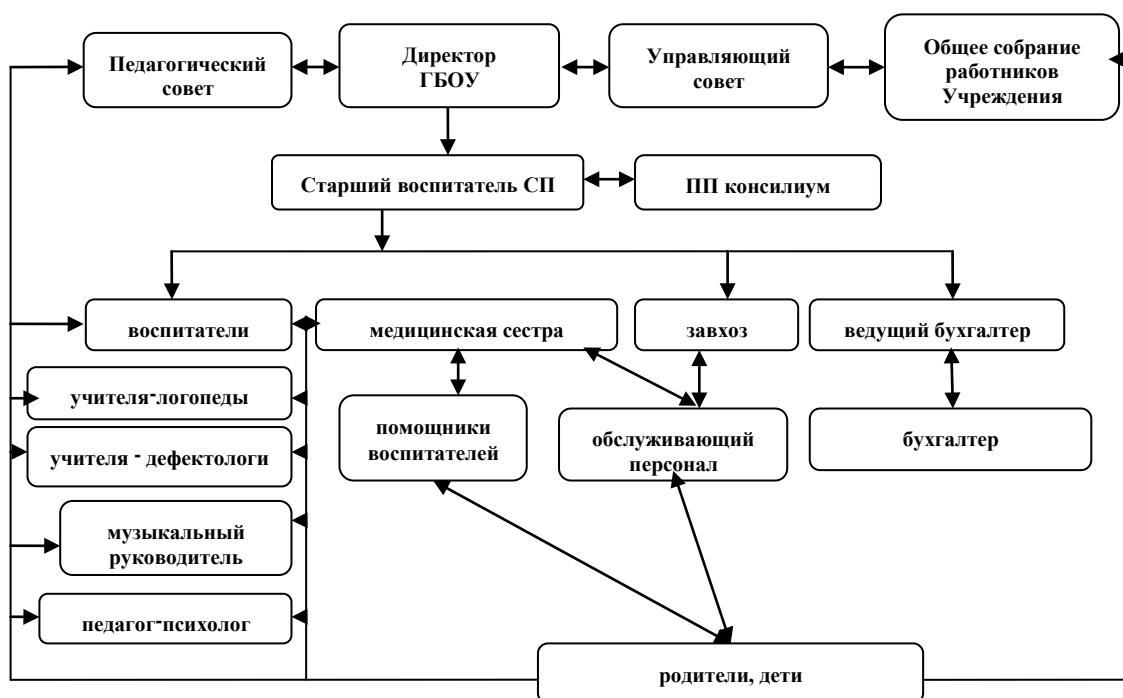 Педагогический
совет
Директор
ГБОУ
Управляющий
совет
Общее собрание
работников
Учреждения
Старший воспитатель СП
ПП консилиум
воспитатели
медицинская сестра
завхоз
ведущий бухгалтер
учителя-логопеды
учителя - дефектологи
помощники
воспитателей
обслуживающий
персонал
бухгалтер
музыкальный
руководитель
педагог-психолог
родители, дети